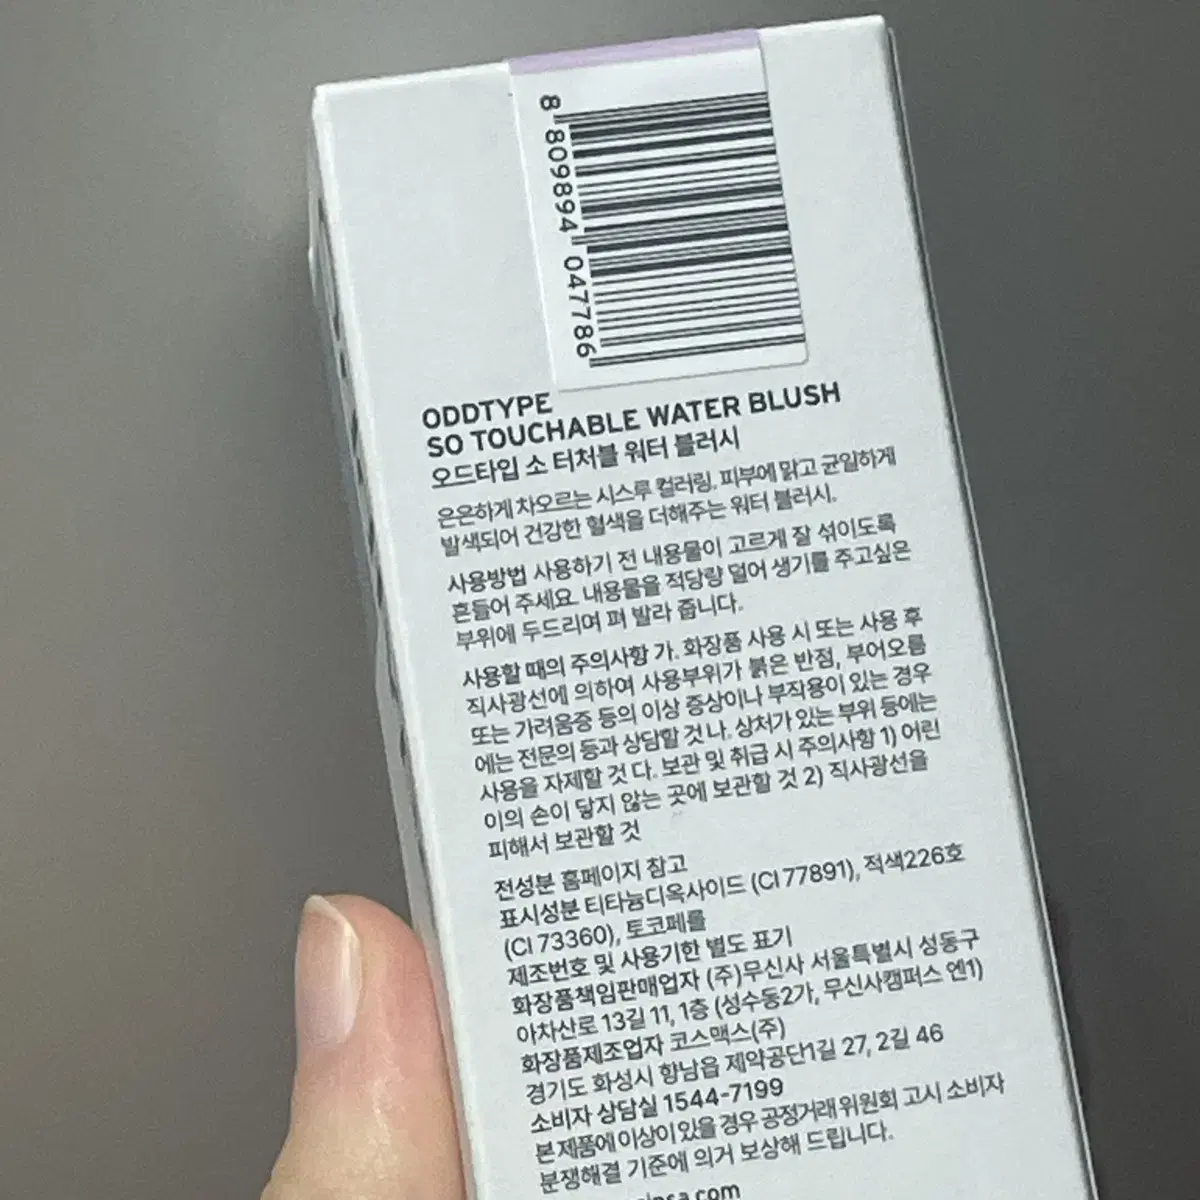 8 809894 047786
ODDTYPE
SO TOUCHABLE WATER BLUSH
오드타입 소 터처블 워터 블러시
은은하게 차오르는 시스루 컬러링. 피부에 맑고 균일하게
발색되어 건강한 혈색을 더해주는 워터 블러시.
사용방법 사용하기 전 내용물이 고르게 잘 섞이도록
흔들어 주세요. 내용물을 적당량 덜어 생기를 주고싶은
부위에 두드리며 펴 발라 줍니다.
사용할 때의 주의사항 가. 화장품 사용 시 또는 사용 후
직사광선에 의하여 사용부위가 붉은 반점, 부어오름
또는 가려움증 등의 이상 증상이나 부작용이 있는 경우
에는 전문의 등과 상담할 것 나. 상처가 있는 부위 등에는
사용을 자제할 것 다. 보관 및 취급 시 주의사항 1) 어린
이의 손이 닿지 않는 곳에 보관할 것 2) 직사광선을
피해서 보관할 것
전성분 홈페이지 참고
표시성분 티타늄디옥사이드 (CI 77891), 적색226호
(CI 73360), 토코페롤
제조번호 및 사용기한 별도 표기
화장품책임판매업자 (주)무신사 서울특별시 성동구
아차산로 13길 11, 1층 (성수동2가, 무신사캠퍼스 엔1)
화장품제조업자 코스맥스(주)
경기도 화성시 향남읍 제약공단1길 27, 2길 46
소비자 상담실 1544-7199
본 제품에 이상이 있을 경우 공정거래 위원회 고시 소비자
분쟁해결 기준에 의거 보상해 드립니다.